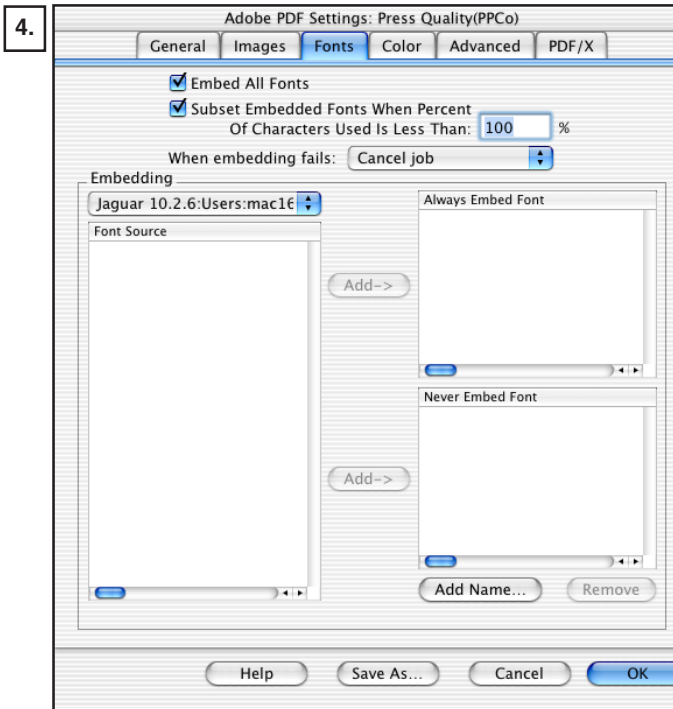 4.
Adobe PDF Settings: Press Quality(PPCo)
General Images Fonts Color Advanced PDF/X
Embed All Fonts
Subset Embedded Fonts When Percent
Of Characters Used Is Less Than: 100 %
When embedding fails: Cancel job
Embedding
Jaguar 10.2.6:Users:mac16
Always Embed Font
Font Source
Add->
Never Embed Font
Add->
Add Name... Remove
Help Save As... Cancel OK